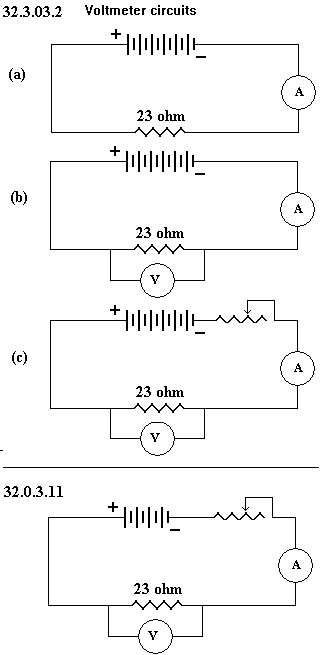 32.3.03.2 Voltmeter circuits
+
−
(a)
A
23 ohm
+
−
(b)
A
23 ohm
V
+
−
(c)
A
23 ohm
V
32.0.3.11
+
−
A
23 ohm
V